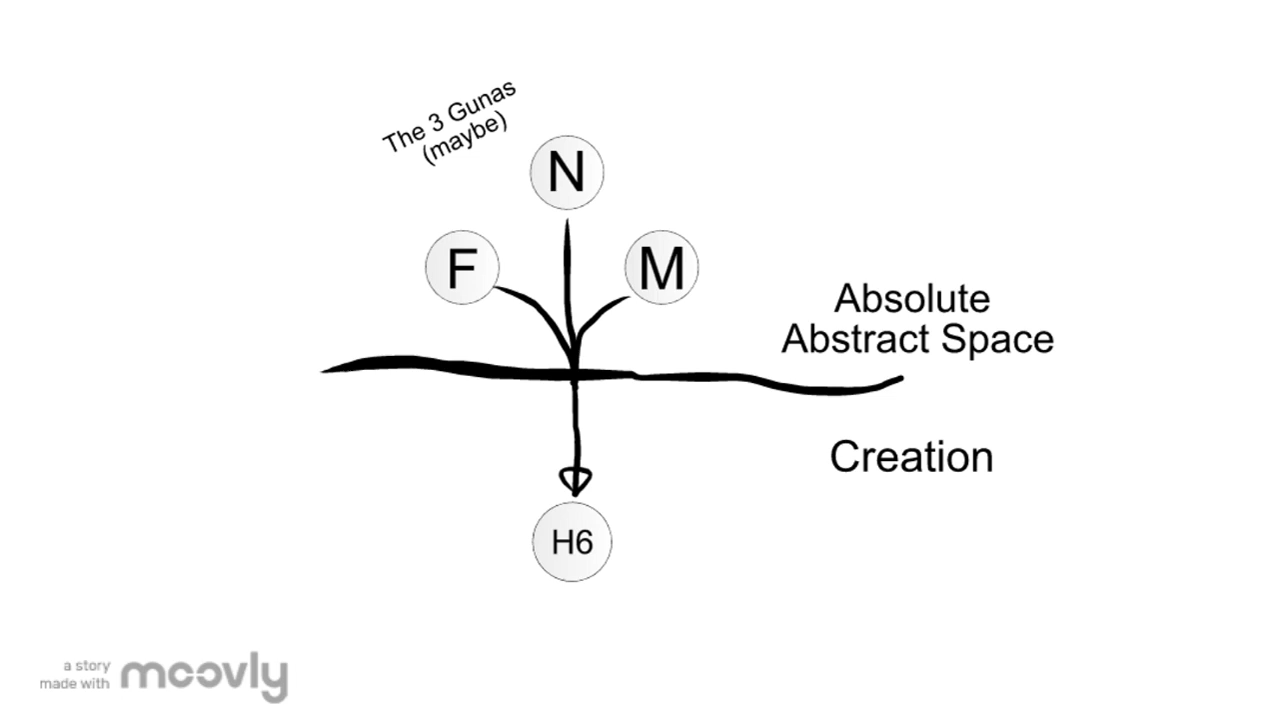 The 3 Gunas
(maybe)
N
F
M
Absolute
Abstract Space
Creation
H6
a story
made with moovly